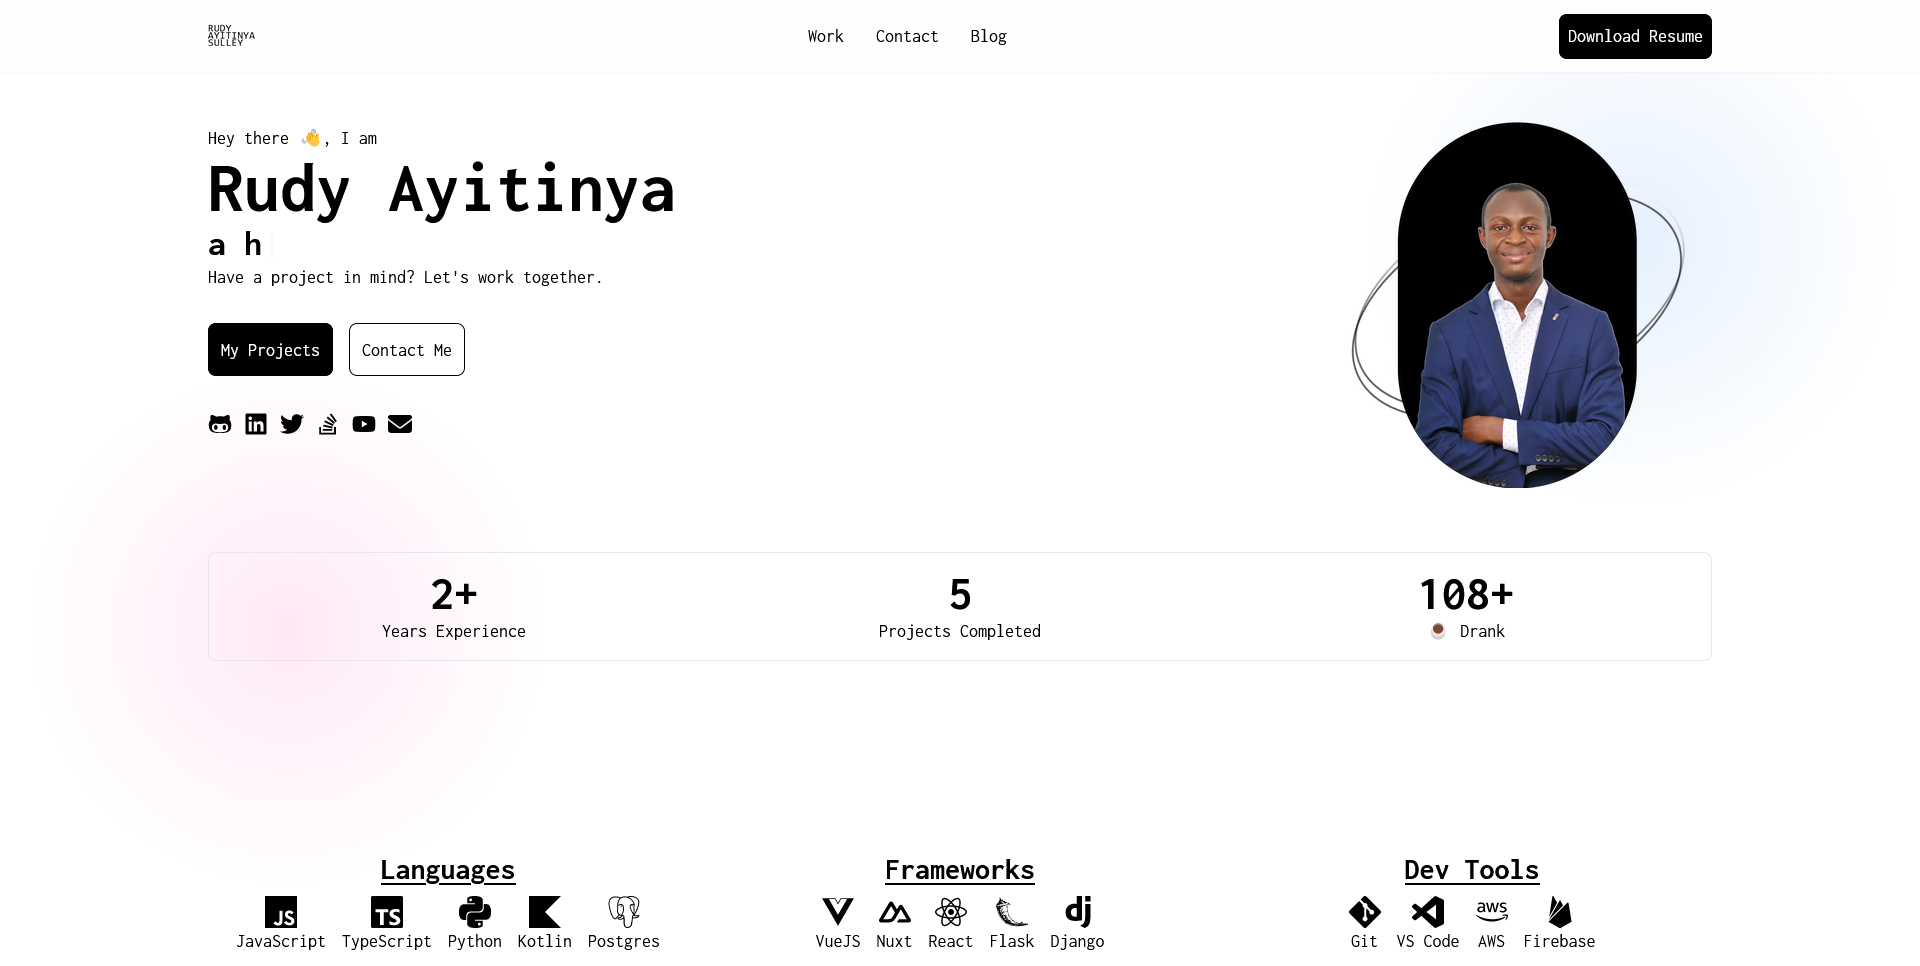 RUDY
AYITINYA
SULLEY
Work Contact Blog
Download Resume
Hey there 👋, I am
Rudy Ayitinya
a h
Have a project in mind? Let's work together.
My Projects Contact Me
2+
Years Experience
5
Projects Completed
108+
☕ Drank
Languages
JS TS
JavaScript TypeScript Python Kotlin Postgres
Frameworks
dj
VueJS Nuxt React Flask Django
Dev Tools
aws
Git VS Code AWS Firebase